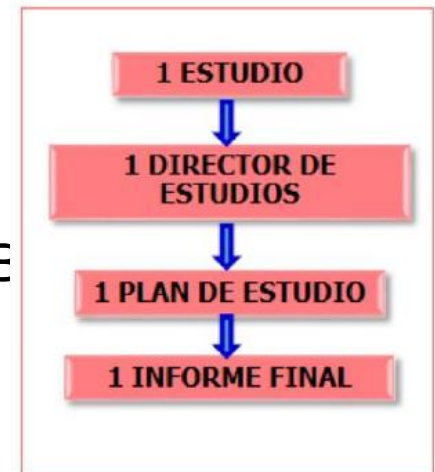 1 ESTUDIO
1 DIRECTOR DE
ESTUDIOS
1 PLAN DE ESTUDIO
1 INFORME FINAL